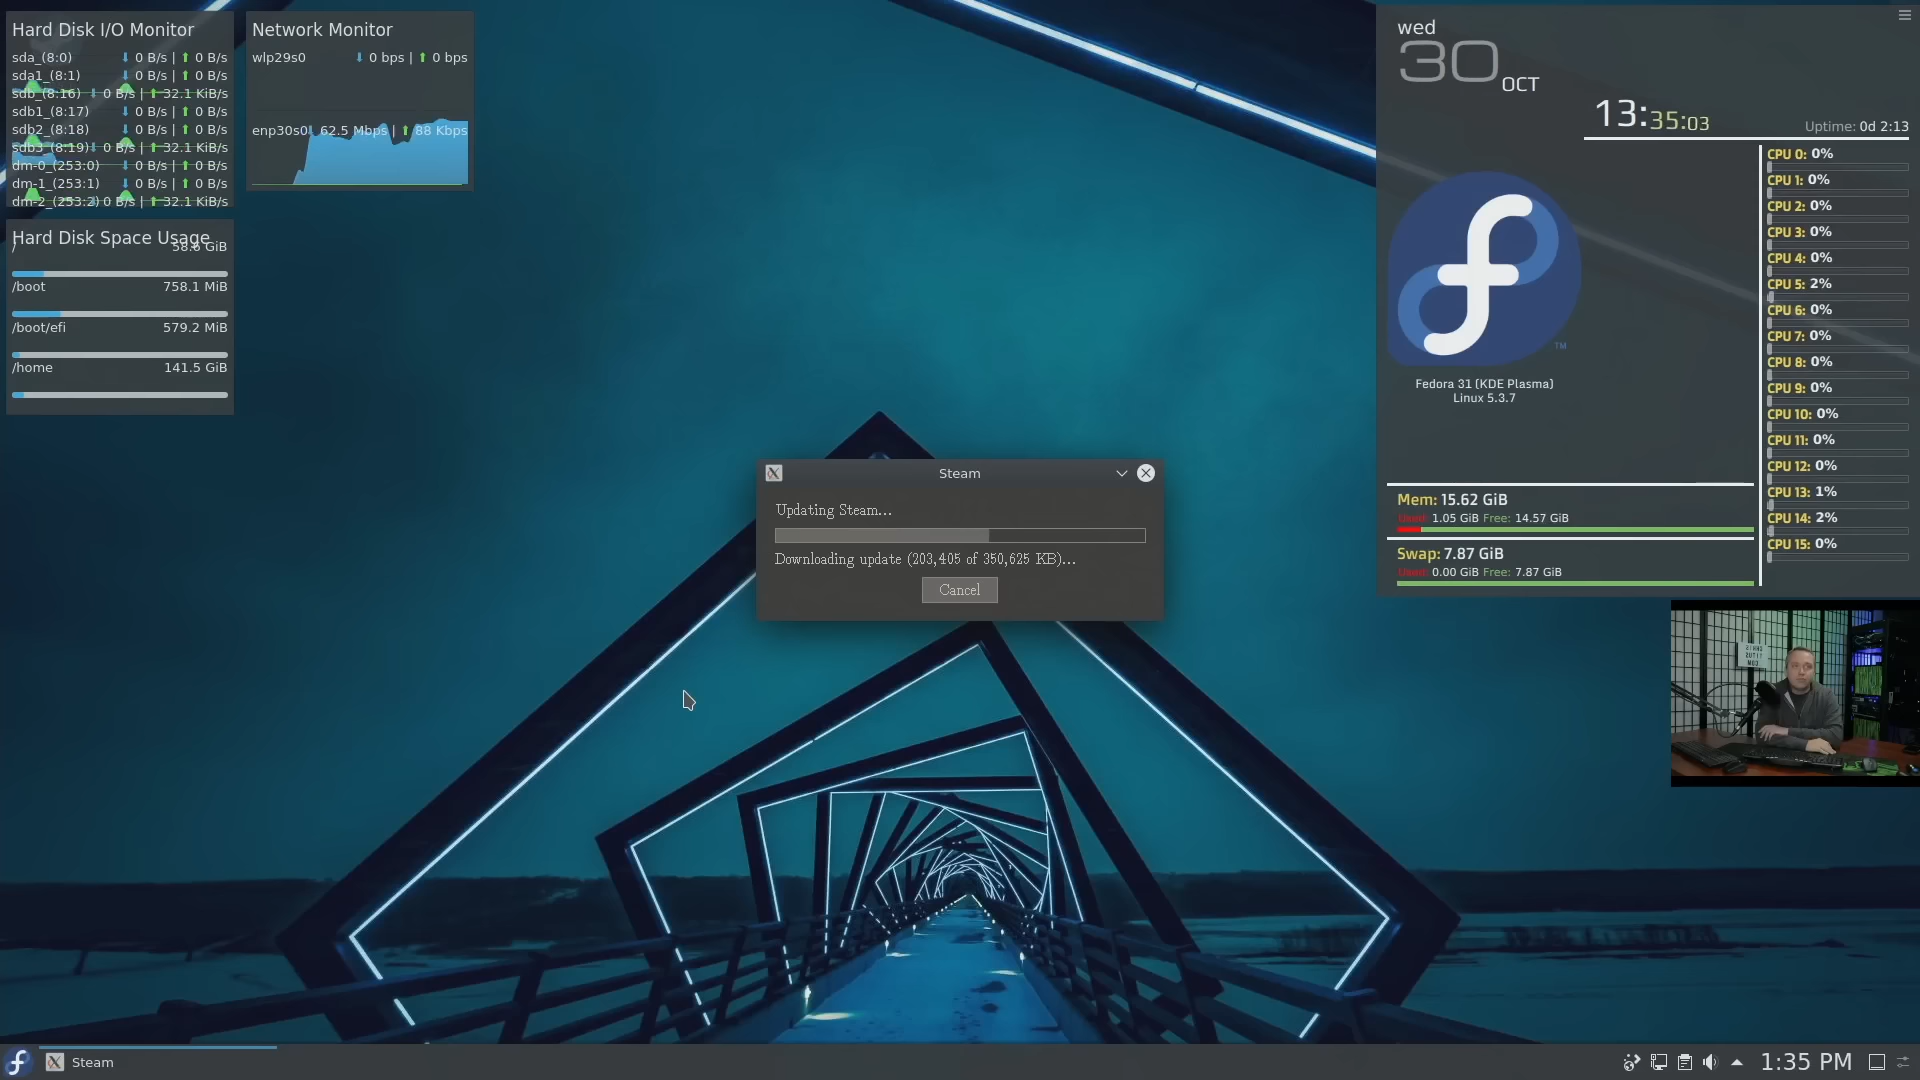 Hard Disk I/O Monitor
sda_(8:0) 0 B/s | 0 B/s
sda1_(8:1) 0 B/s | 0 B/s
sdb_(8:16) 0 B/s | 32.1 KiB/s
sdb1_(8:17) 0 B/s | 0 B/s
sdb2_(8:18) 0 B/s | 0 B/s
sdb3_(8:19) 0 B/s | 32.1 KiB/s
dm-0_(253:0) 0 B/s | 0 B/s
dm-1_(253:1) 0 B/s | 0 B/s
dm-2_(253:2) 0 B/s | 32.1 KiB/s
Network Monitor
wlp29s0 0 bps | 0 bps
enp30s0 62.5 Mbps | 88 Kbps
Hard Disk Space Usage
/ 58.6 GiB
/boot 758.1 MiB
/boot/efi 579.2 MiB
/home 141.5 GiB
wed
30 OCT
13:35:03
Uptime: 0d 2:13
Fedora 31 (KDE Plasma)
Linux 5.3.7
TM
CPU 0: 0%
CPU 1: 0%
CPU 2: 0%
CPU 3: 0%
CPU 4: 0%
CPU 5: 2%
CPU 6: 0%
CPU 7: 0%
CPU 8: 0%
CPU 9: 0%
CPU 10: 0%
CPU 11: 0%
CPU 12: 0%
CPU 13: 1%
CPU 14: 2%
CPU 15: 0%
Mem: 15.62 GiB
Used: 1.05 GiB Free: 14.57 GiB
Swap: 7.87 GiB
Used: 0.00 GiB Free: 7.87 GiB
Steam
Updating Steam...
Downloading update (203,405 of 350,625 KB)...
Cancel
Steam
1:35 PM